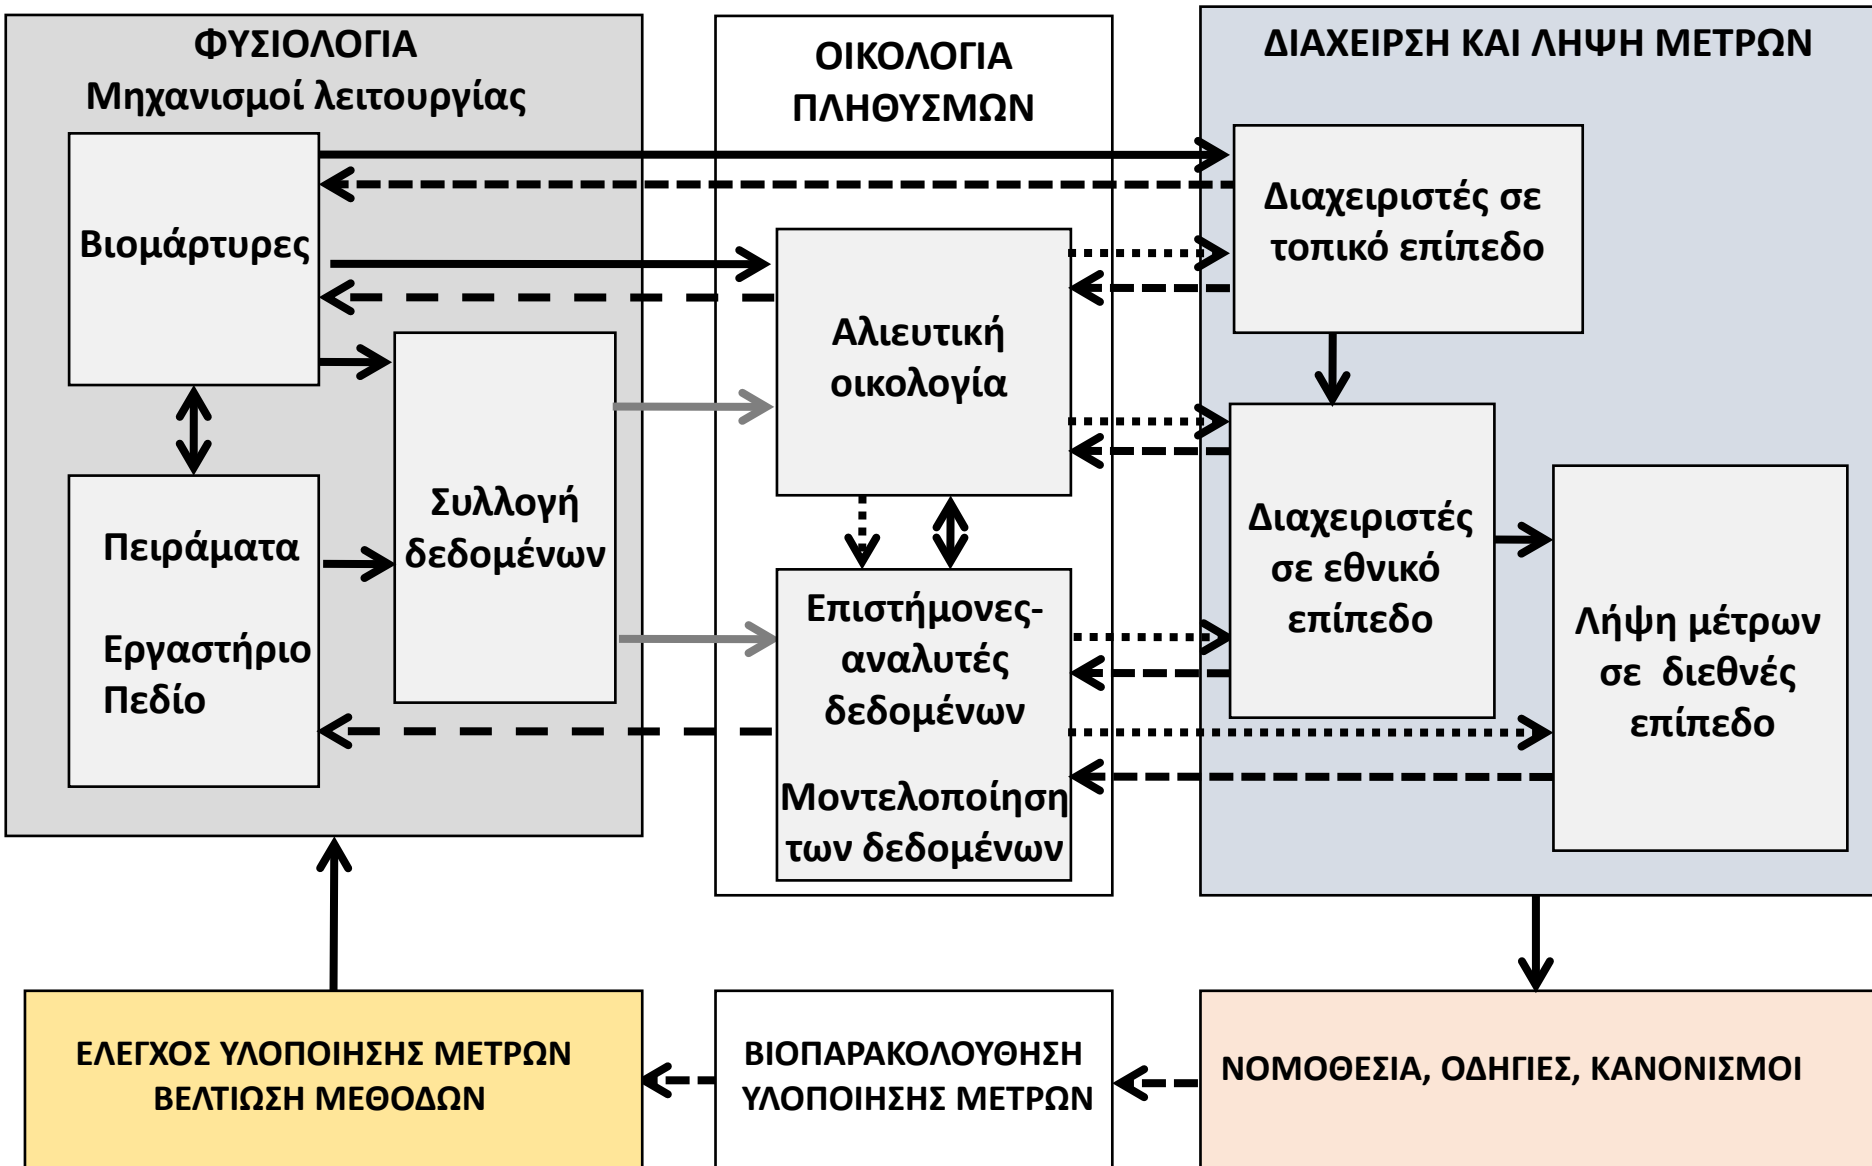 ΦΥΣΙΟΛΟΓΙΑ
Μηχανισμοί λειτουργίας
Βιομάρτυρες
Πειράματα
Εργαστήριο
Πεδίο
Συλλογή
δεδομένων
ΟΙΚΟΛΟΓΙΑ
ΠΛΗΘΥΣΜΩΝ
Αλιευτική
οικολογία
Επιστήμονες-
αναλυτές
δεδομένων
Μοντελοποίηση
των δεδομένων
ΔΙΑΧΕΙΡΣΗ ΚΑΙ ΛΗΨΗ ΜΕΤΡΩΝ
Διαχειριστές σε
τοπικό επίπεδο
Διαχειριστές
σε εθνικό
επίπεδο
Λήψη μέτρων
σε διεθνές
επίπεδο
ΕΛΕΓΧΟΣ ΥΛΟΠΟΙΗΣΗΣ ΜΕΤΡΩΝ
ΒΕΛΤΙΩΣΗ ΜΕΘΟΔΩΝ
ΒΙΟΠΑΡΑΚΟΛΟΥΘΗΣΗ
ΥΛΟΠΟΙΗΣΗΣ ΜΕΤΡΩΝ
ΝΟΜΟΘΕΣΙΑ, ΟΔΗΓΙΕΣ, ΚΑΝΟΝΙΣΜΟΙ